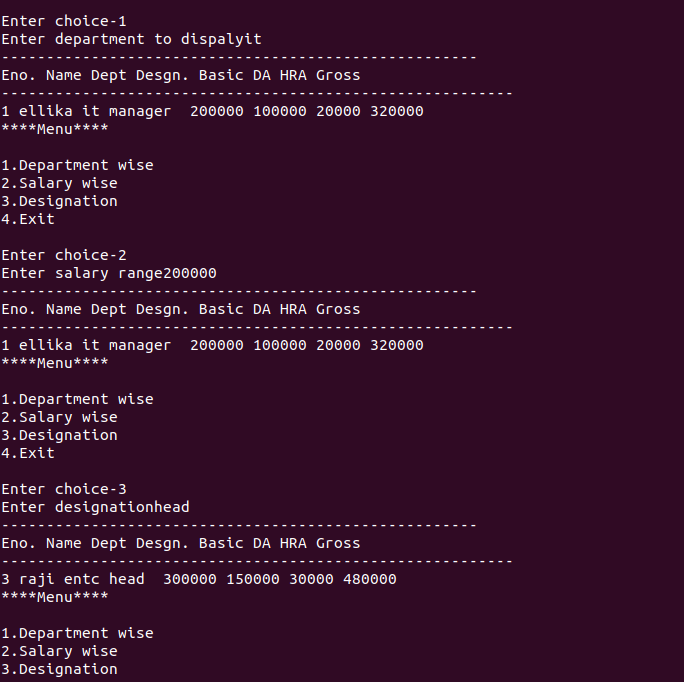 Enter choice-1
Enter department to dispalyit
-----------------------------------------------------
Eno. Name Dept Desgn. Basic DA HRA Gross
---------------------------------------------------------
1 ellika it manager  200000 100000 20000 320000
****Menu****
1.Department wise
2.Salary wise
3.Designation
4.Exit
Enter choice-2
Enter salary range200000
-----------------------------------------------------
Eno. Name Dept Desgn. Basic DA HRA Gross
---------------------------------------------------------
1 ellika it manager  200000 100000 20000 320000
****Menu****
1.Department wise
2.Salary wise
3.Designation
4.Exit
Enter choice-3
Enter designationhead
-----------------------------------------------------
Eno. Name Dept Desgn. Basic DA HRA Gross
---------------------------------------------------------
3 raji entc head  300000 150000 30000 480000
****Menu****
1.Department wise
2.Salary wise
3.Designation